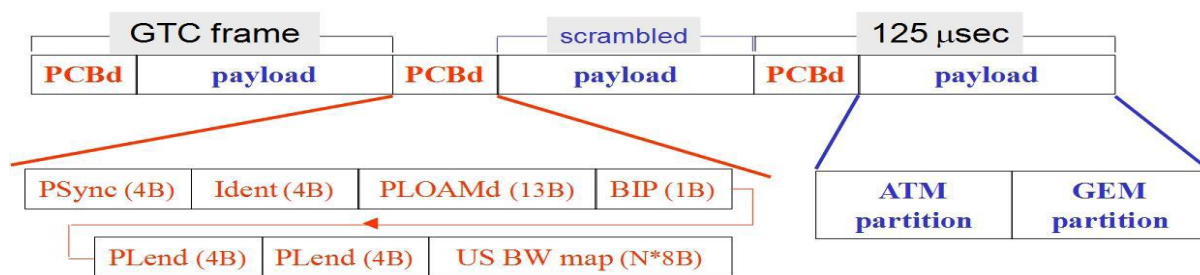 GTC frame scrambled 125 μsec
PCBd payload PCBd payload PCBd payload
PSync (4B) Ident (4B) PLOAMd (13B) BIP (1B)
ATM partition GEM partition
PLend (4B) PLend (4B) US BW map (N*8B)